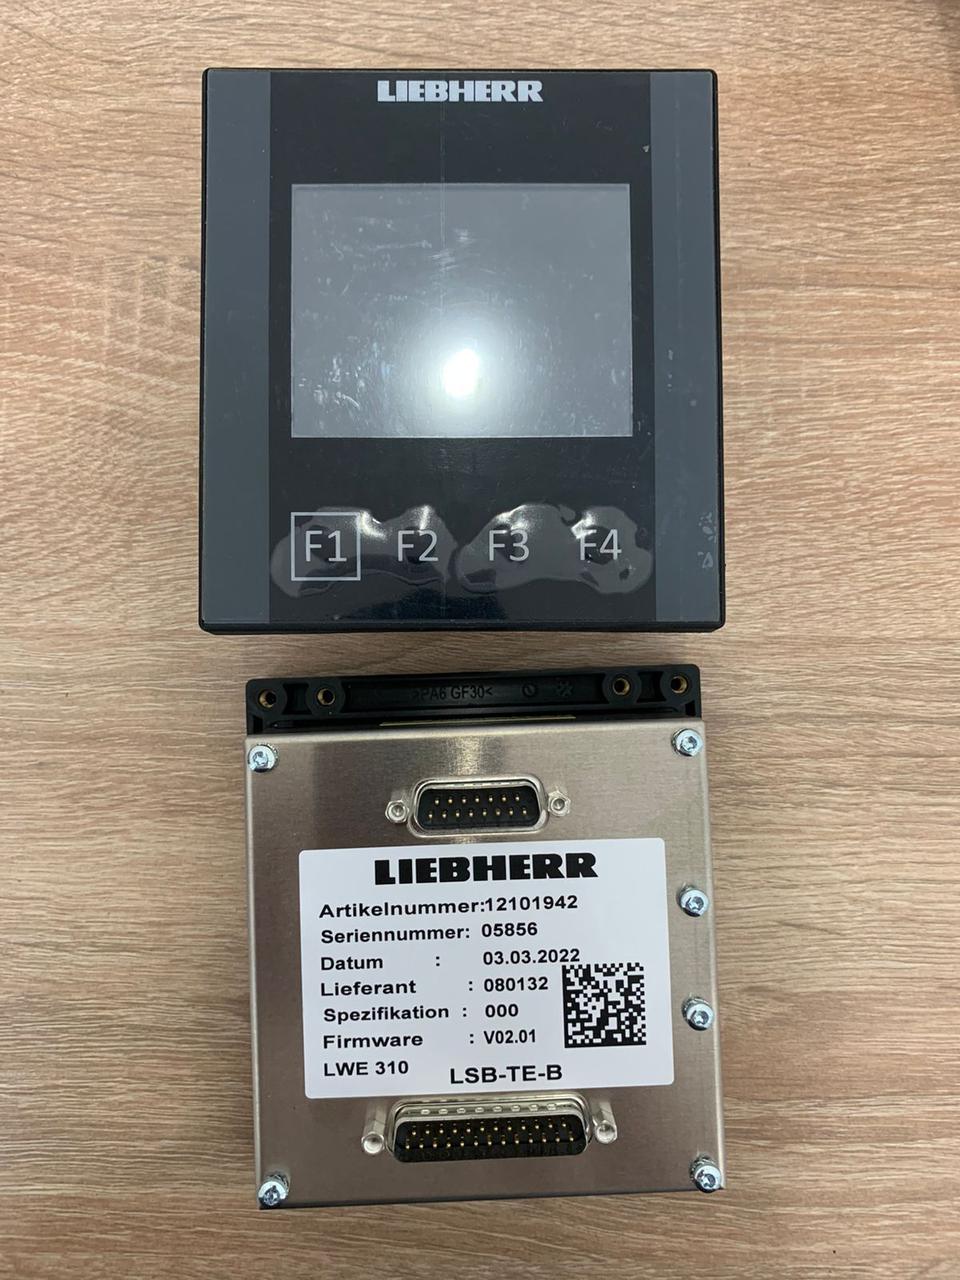 LIEBHERR
F1 F2 F3 F4
>PA6 GF30<
LIEBHERR
Artikelnummer:12101942
Seriennummer: 05856
Datum : 03.03.2022
Lieferant : 080132
Spezifikation : 000
Firmware : V02.01
LWE 310 LSB-TE-B